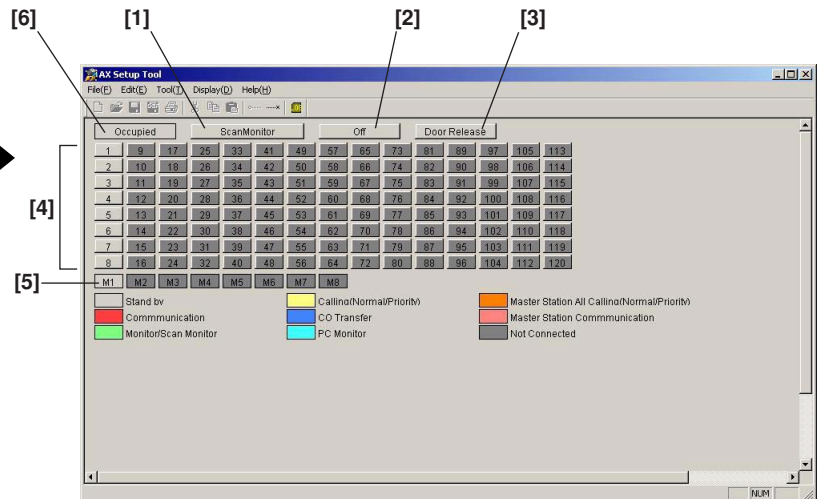 [6] [1] [2] [3]
AX Setup Tool
File(F) Edit(E) Tool(T) Display(D) Help(H)
Occupied ScanMonitor Off Door Release
1 9 17 25 33 41 49 57 65 73 81 89 97 105 113
2 10 18 26 34 42 50 58 66 74 82 90 98 106 114
3 11 19 27 35 43 51 59 67 75 83 91 99 107 115
[4] 4 12 20 28 36 44 52 60 68 76 84 92 100 108 116
5 13 21 29 37 45 53 61 69 77 85 93 101 109 117
6 14 22 30 38 46 54 62 70 78 86 94 102 110 118
7 15 23 31 39 47 55 63 71 79 87 95 103 111 119
8 16 24 32 40 48 56 64 72 80 88 96 104 112 120
[5] M1 M2 M3 M4 M5 M6 M7 M8
Stand by Calling(Normal/Priority) Master Station All Calling(Normal/Priority)
Commmunication CO Transfer Master Station Commmunication
Monitor/Scan Monitor PC Monitor Not Connected
NUM